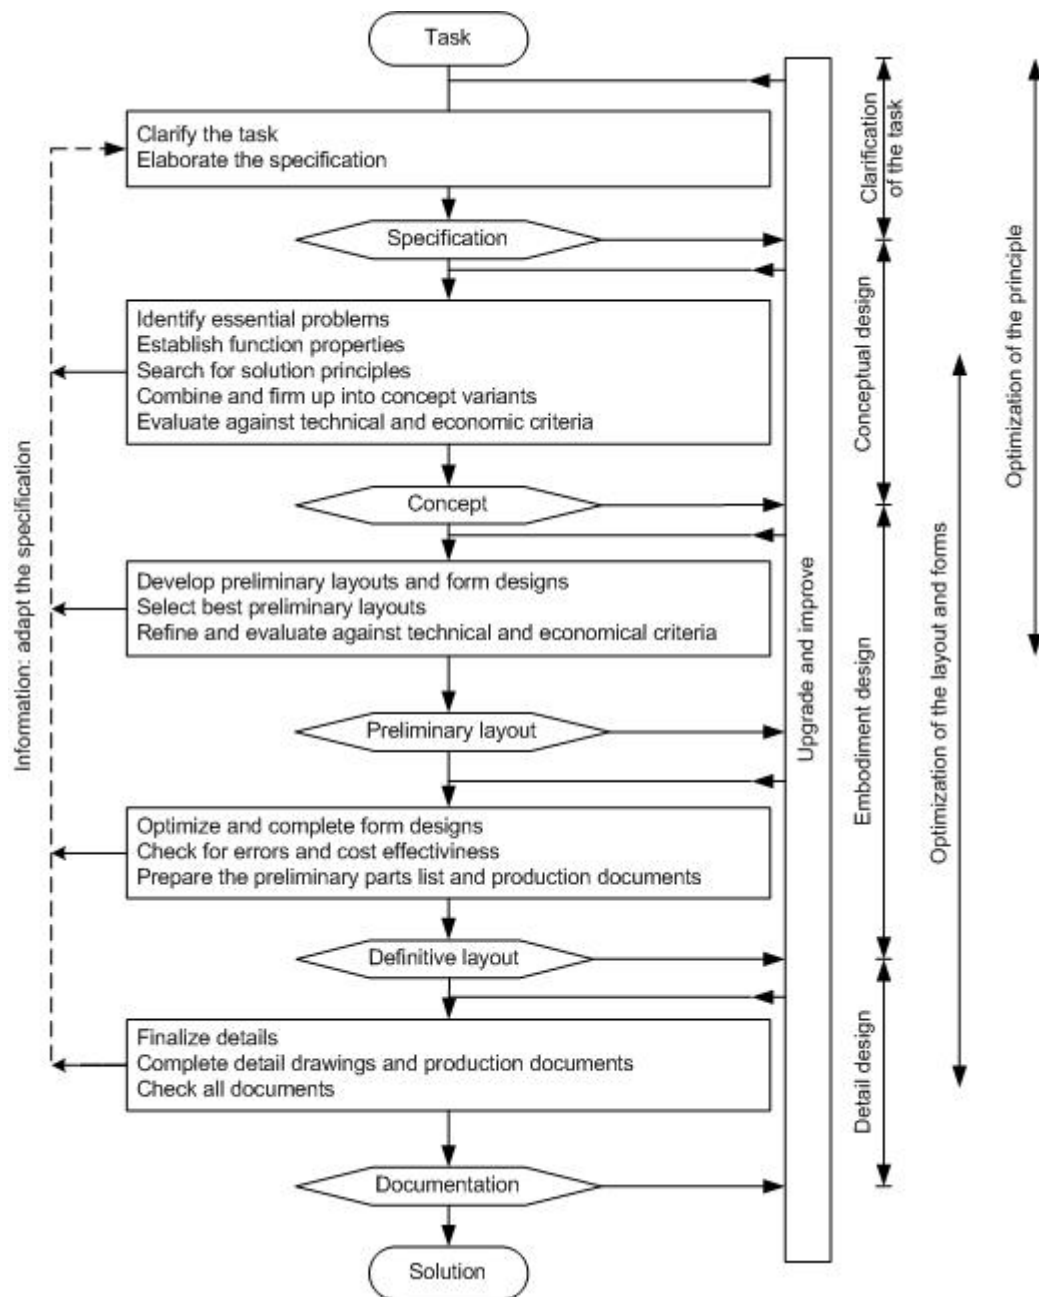 Task
Clarify the task
Elaborate the specification
Specification
Identify essential problems
Establish function properties
Search for solution principles
Combine and firm up into concept variants
Evaluate against technical and economic criteria
Concept
Develop preliminary layouts and form designs
Select best preliminary layouts
Refine and evaluate against technical and economical criteria
Preliminary layout
Optimize and complete form designs
Check for errors and cost effectiviness
Prepare the preliminary parts list and production documents
Definitive layout
Finalize details
Complete detail drawings and production documents
Check all documents
Documentation
Solution
Information: adapt the specification
Upgrade and improve
Clarification
of the task
Conceptual design
Embodiment design
Detail design
Optimization of the layout and forms
Optimization of the principle